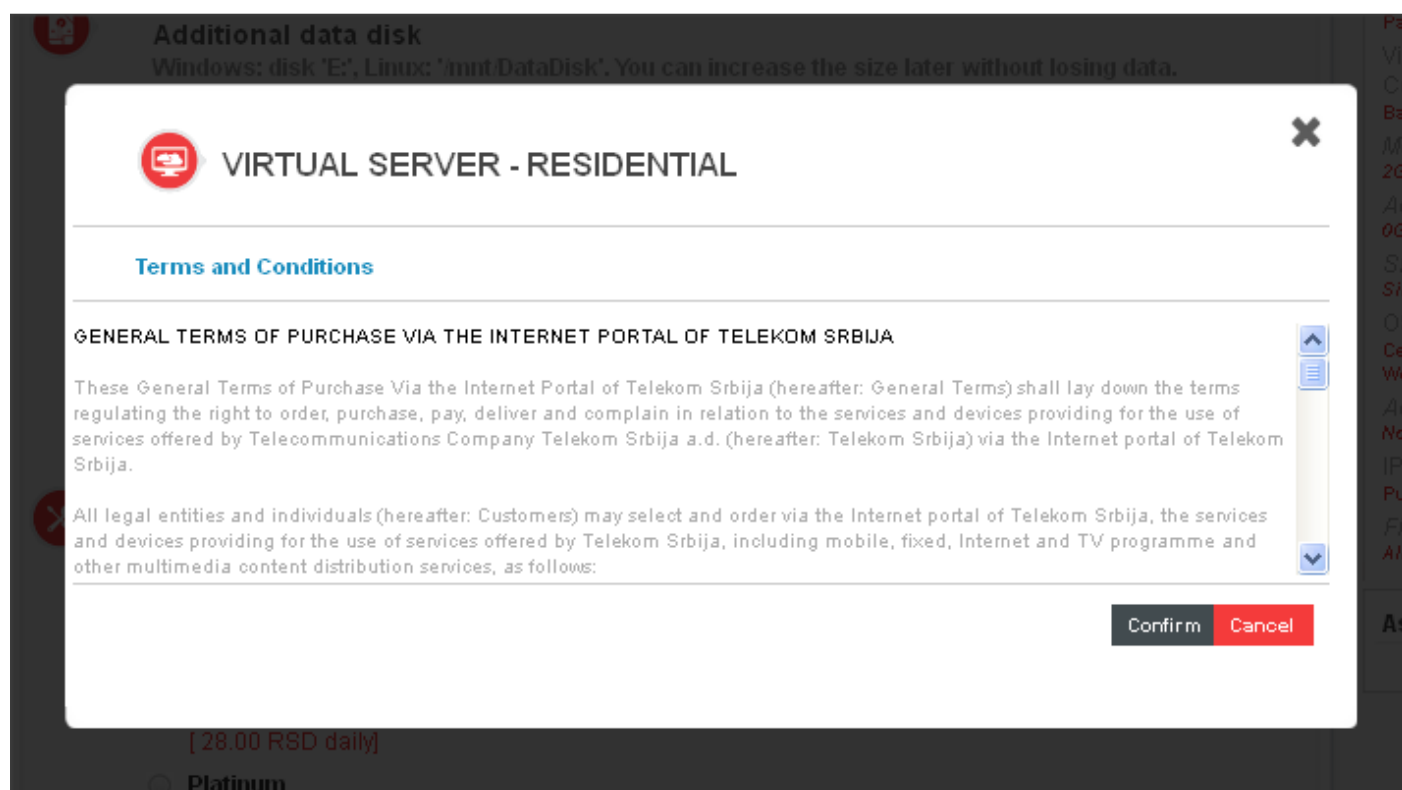 Additional data disk
Windows: disk 'E:', Linux: '/mnt/DataDisk'. You can increase the size later without losing data.
VIRTUAL SERVER - RESIDENTIAL
Terms and Conditions
GENERAL TERMS OF PURCHASE VIA THE INTERNET PORTAL OF TELEKOM SRBIJA
These General Terms of Purchase Via the Internet Portal of Telekom Srbija (hereafter: General Terms) shall lay down the terms
regulating the right to order, purchase, pay, deliver and complain in relation to the services and devices providing for the use of
services offered by Telecommunications Company Telekom Srbija a.d. (hereafter: Telekom Srbija) via the Internet portal of Telekom
Srbija.
All legal entities and individuals (hereafter: Customers) may select and order via the Internet portal of Telekom Srbija, the services
and devices providing for the use of services offered by Telekom Srbija, including mobile, fixed, Internet and TV programme and
other multimedia content distribution services, as follows:
Confirm Cancel
[ 28.00 RSD daily]
Platinum